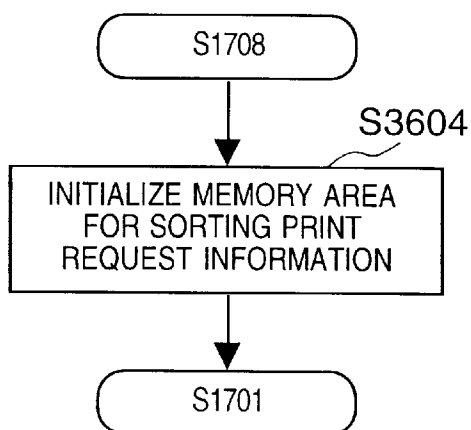 S1708
S3604
INITIALIZE MEMORY AREA
FOR SORTING PRINT
REQUEST INFORMATION
S1701